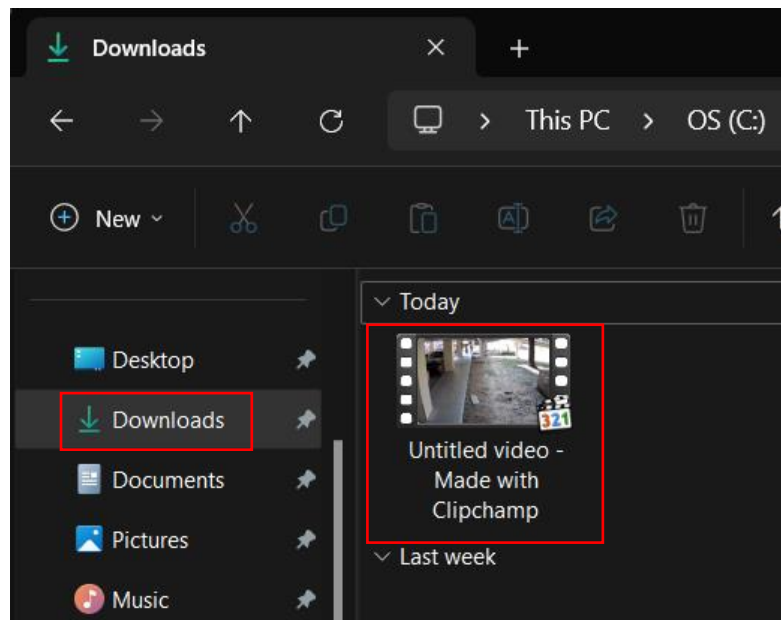 Downloads
This PC > OS (C:)
New
Today
Desktop
Downloads
Documents
Pictures
Music
321
Untitled video -
Made with
Clipchamp
Last week